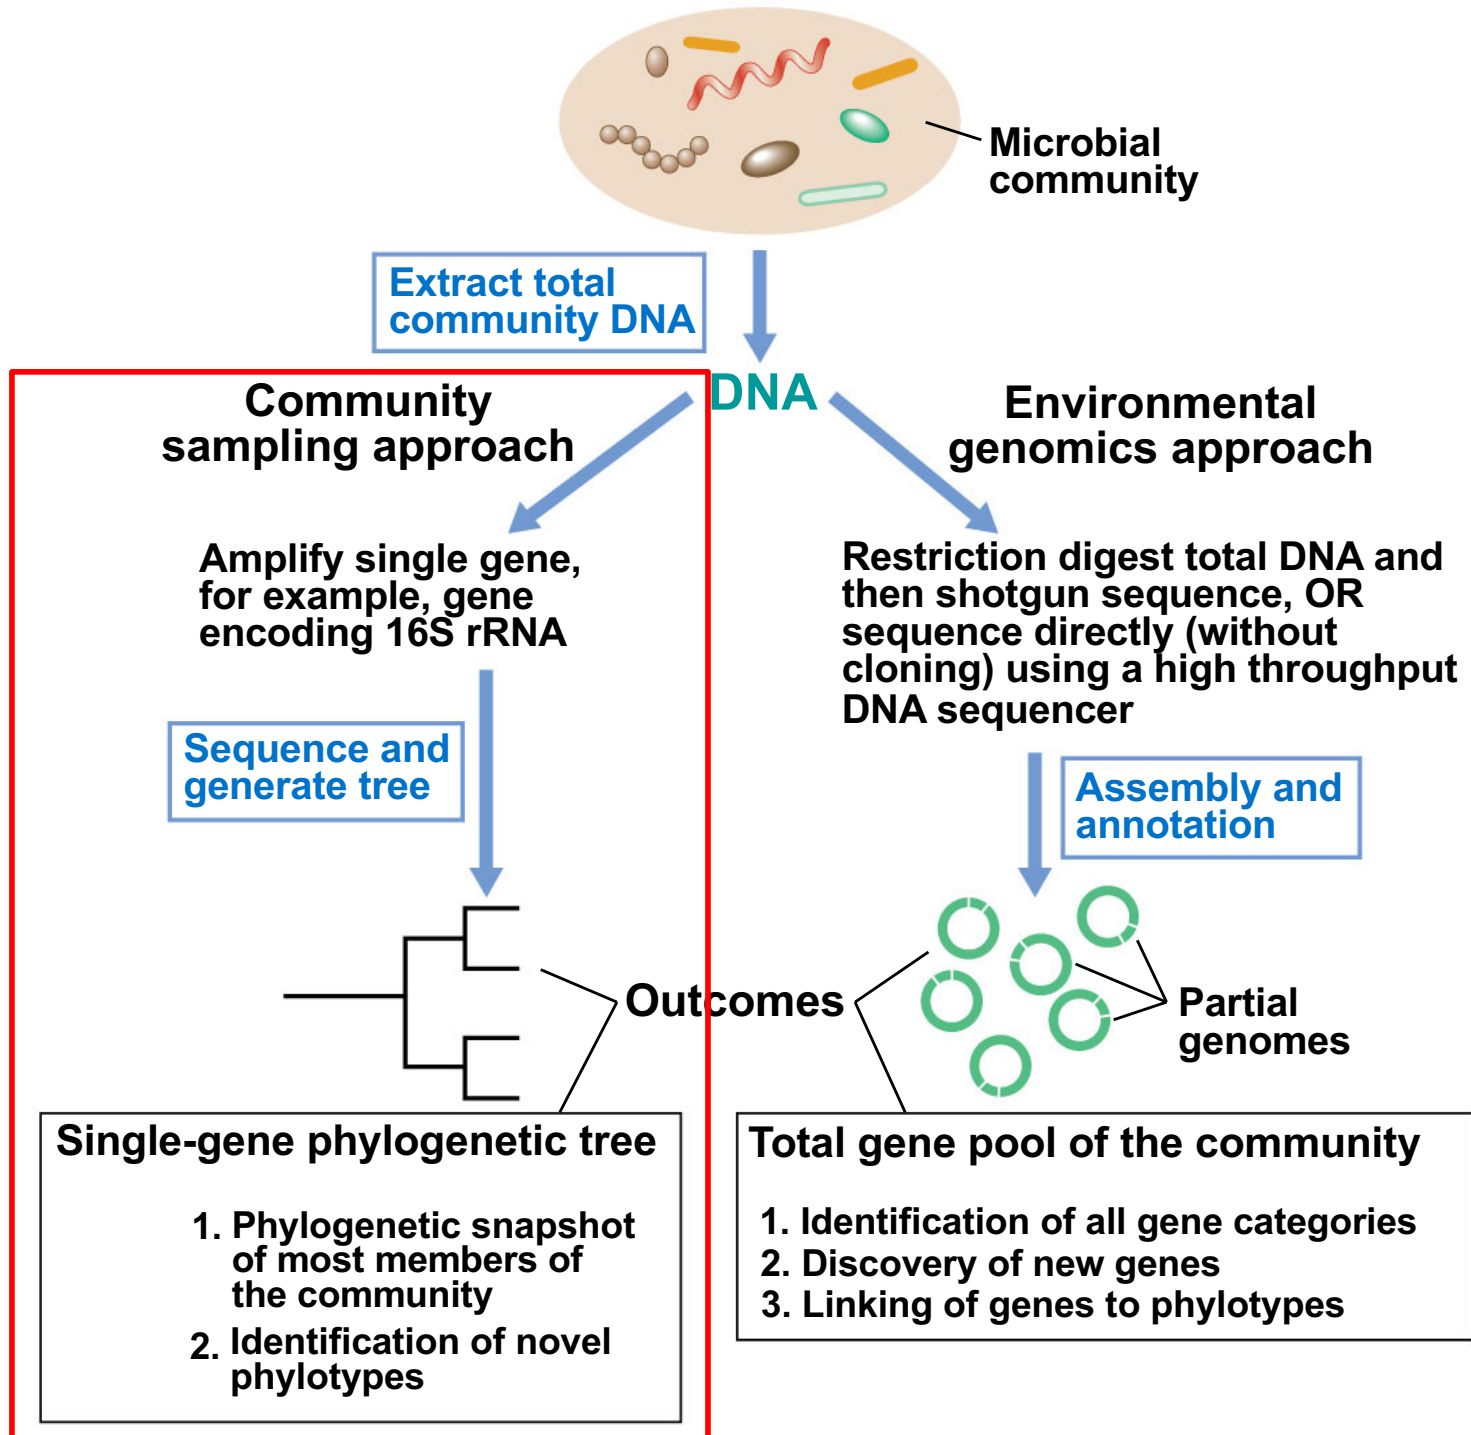 Microbial
community
Extract total
community DNA
DNA
Community
sampling approach
Environmental
genomics approach
Amplify single gene,
for example, gene
encoding 16S rRNA
Restriction digest total DNA and
then shotgun sequence, OR
sequence directly (without
cloning) using a high throughput
DNA sequencer
Sequence and
generate tree
Assembly and
annotation
Outcomes
Partial
genomes
Single-gene phylogenetic tree
1. Phylogenetic snapshot
of most members of
the community
2. Identification of novel
phylotypes
Total gene pool of the community
1. Identification of all gene categories
2. Discovery of new genes
3. Linking of genes to phylotypes